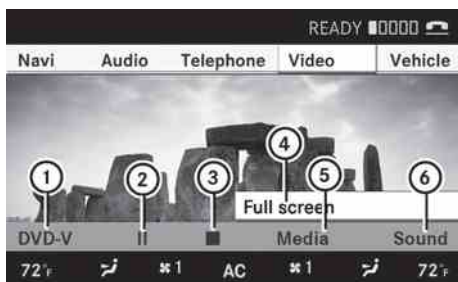 READY
Navi Audio Telephone Video Vehicle
1 2 3 4 5 6
Full screen
DVD-V II ■ Media Sound
72°F 1 AC 1 72°F